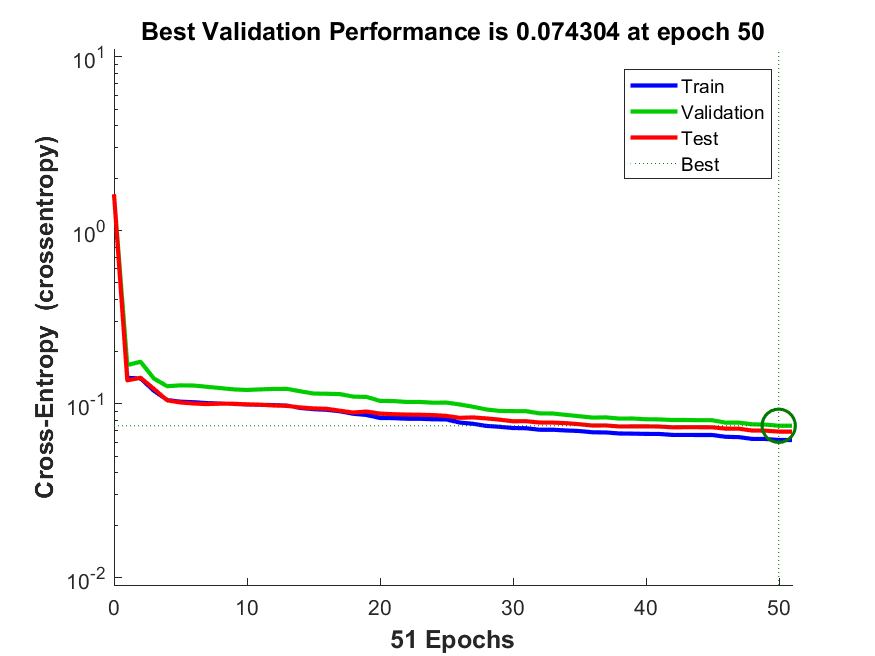 Best Validation Performance is 0.074304 at epoch 50
Cross-Entropy (crossentropy)
10^1
10^0
10^-1
10^-2
Train
Validation
Test
Best
0 10 20 30 40 50
51 Epochs